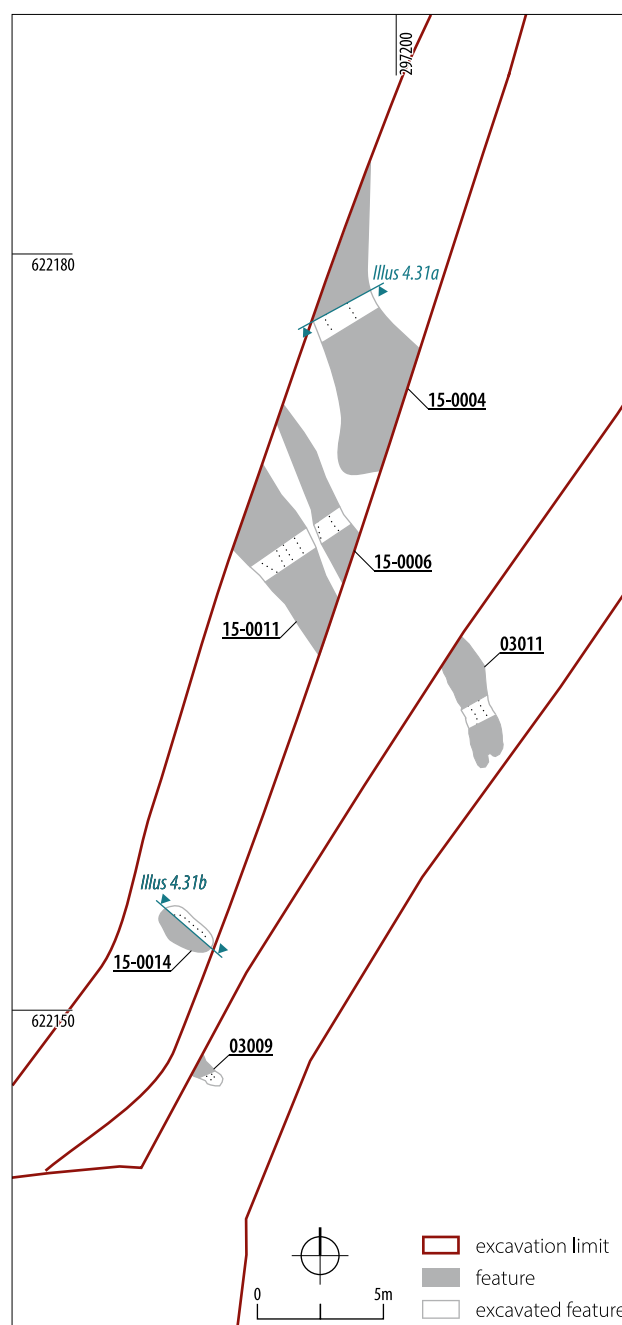 297200
622180
Illus 4.31a
15-0004
15-0006
15-0011
03011
Illus 4.31b
15-0014
622150
03009
0 5m
excavation limit
feature
excavated feature